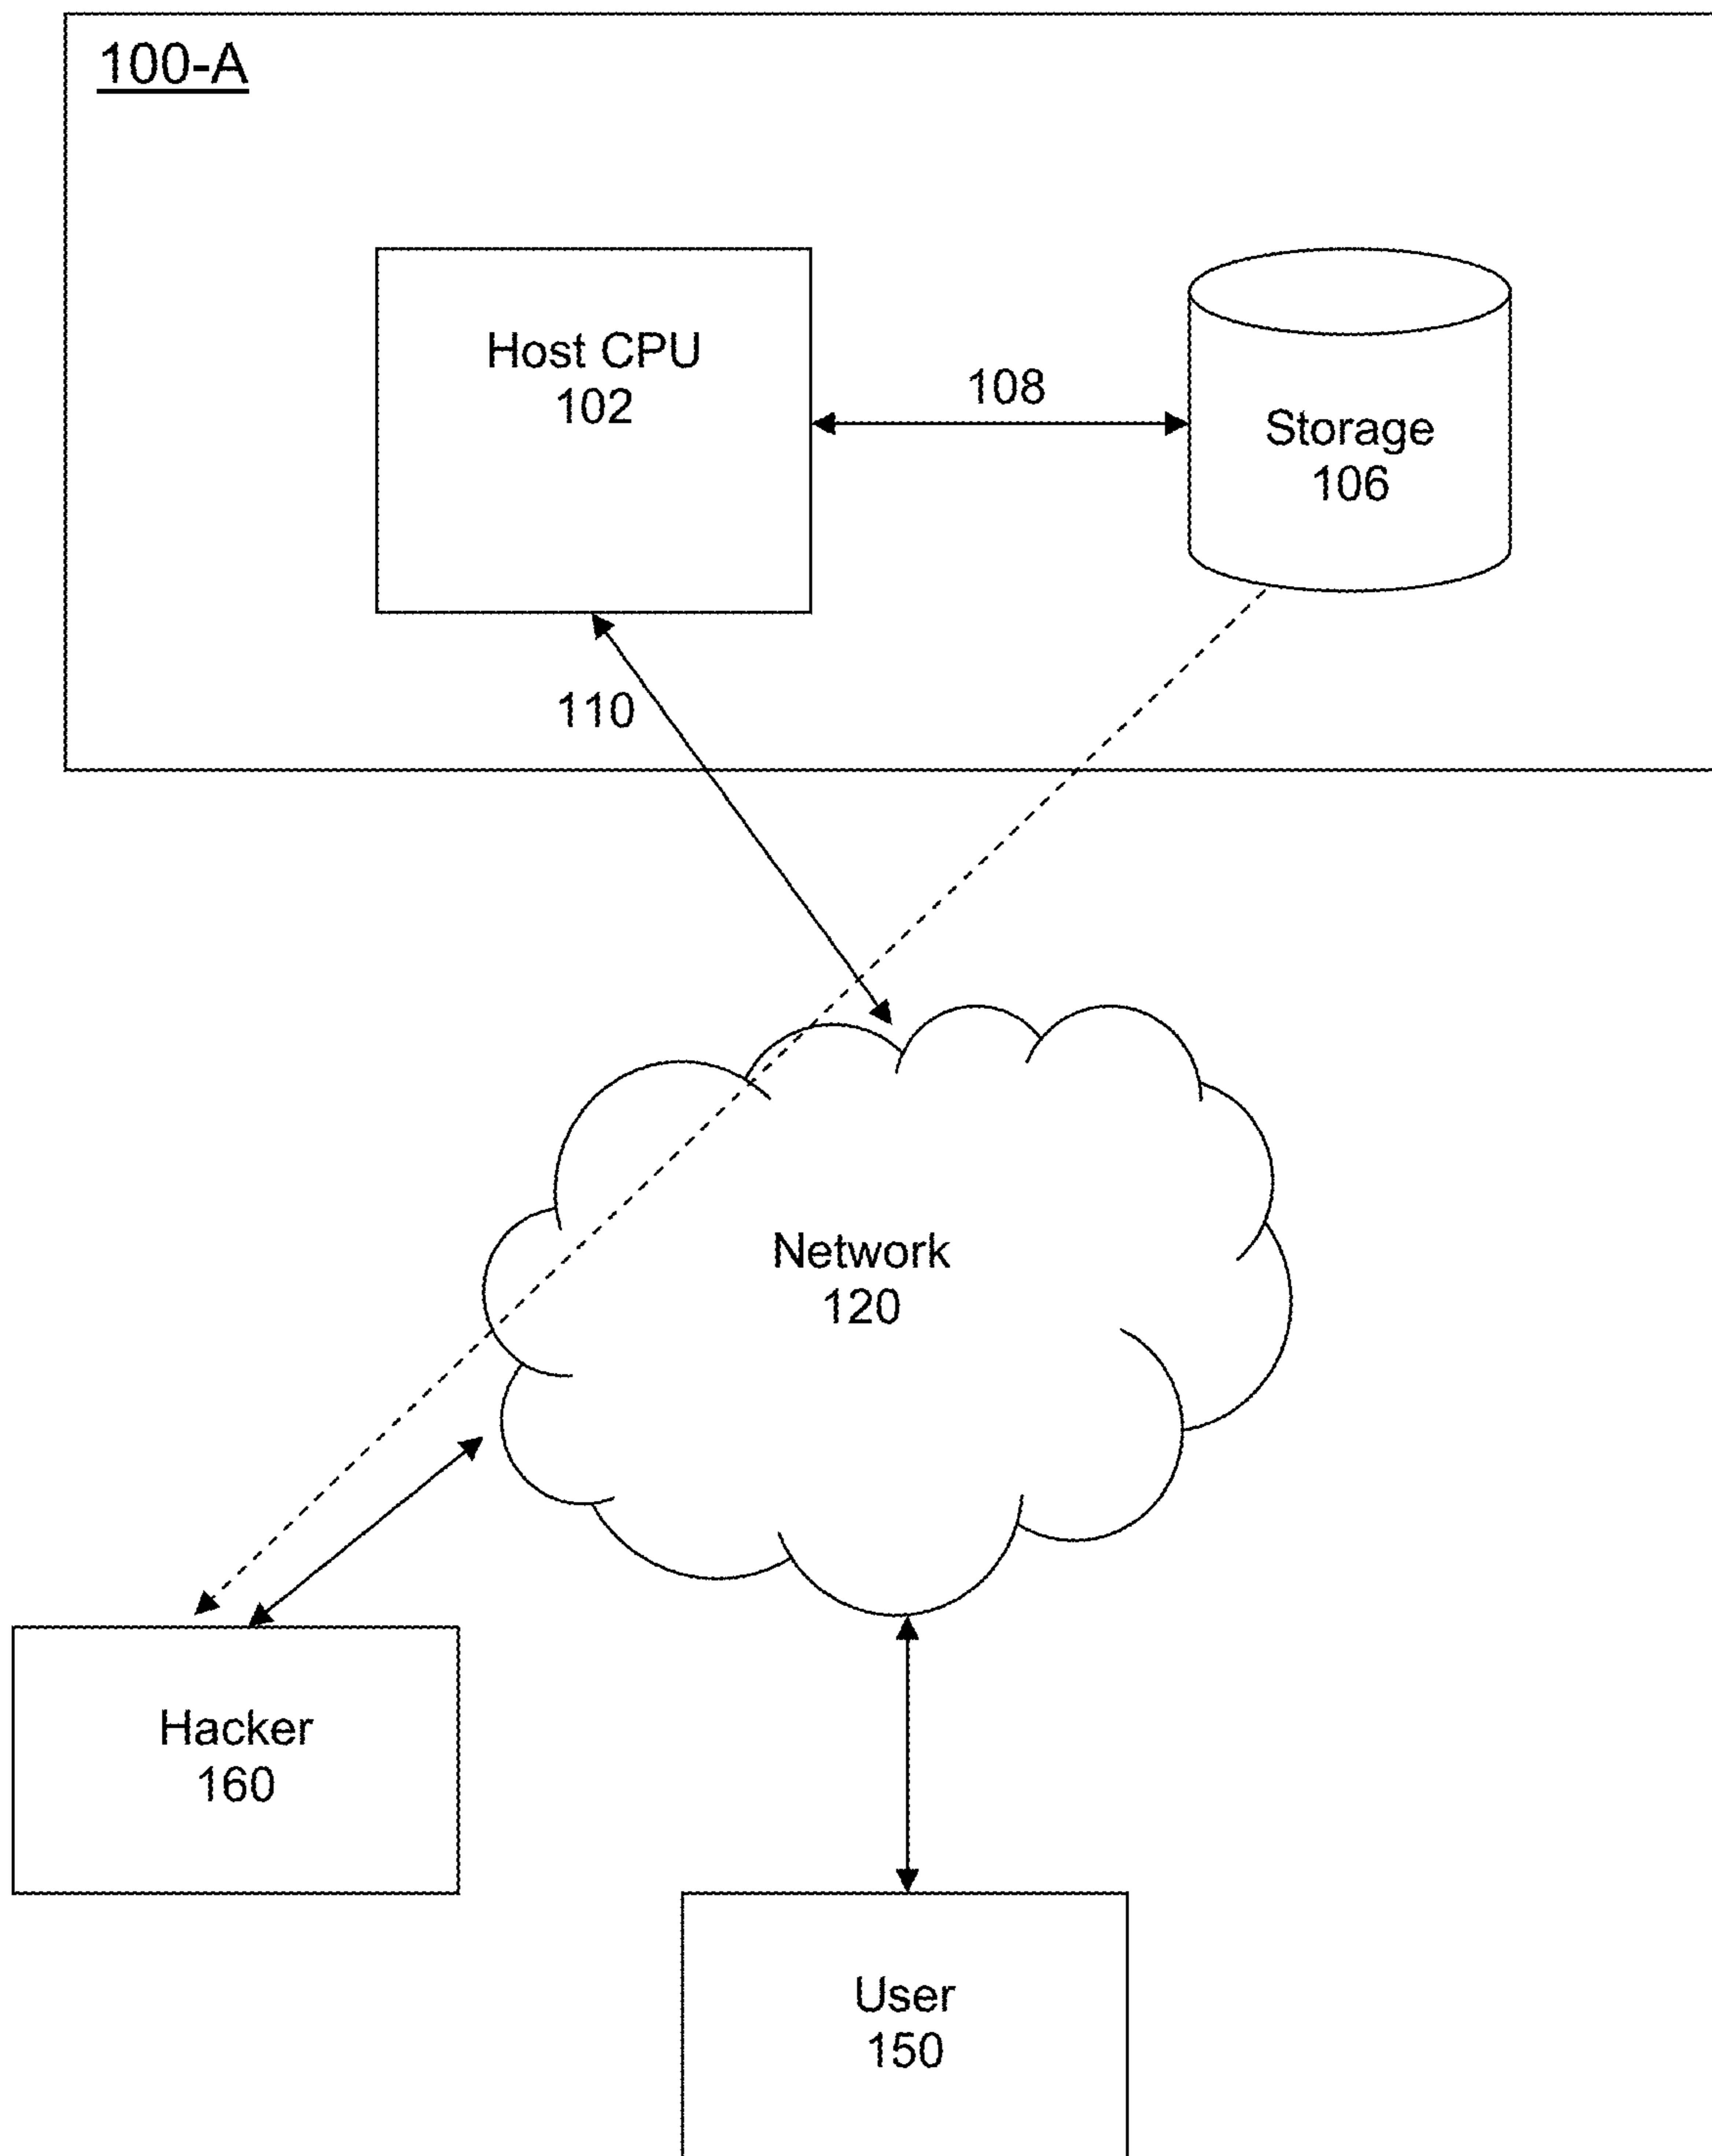 100-A
Host CPU
102
108
Storage
106
110
Network
120
Hacker
160
User
150